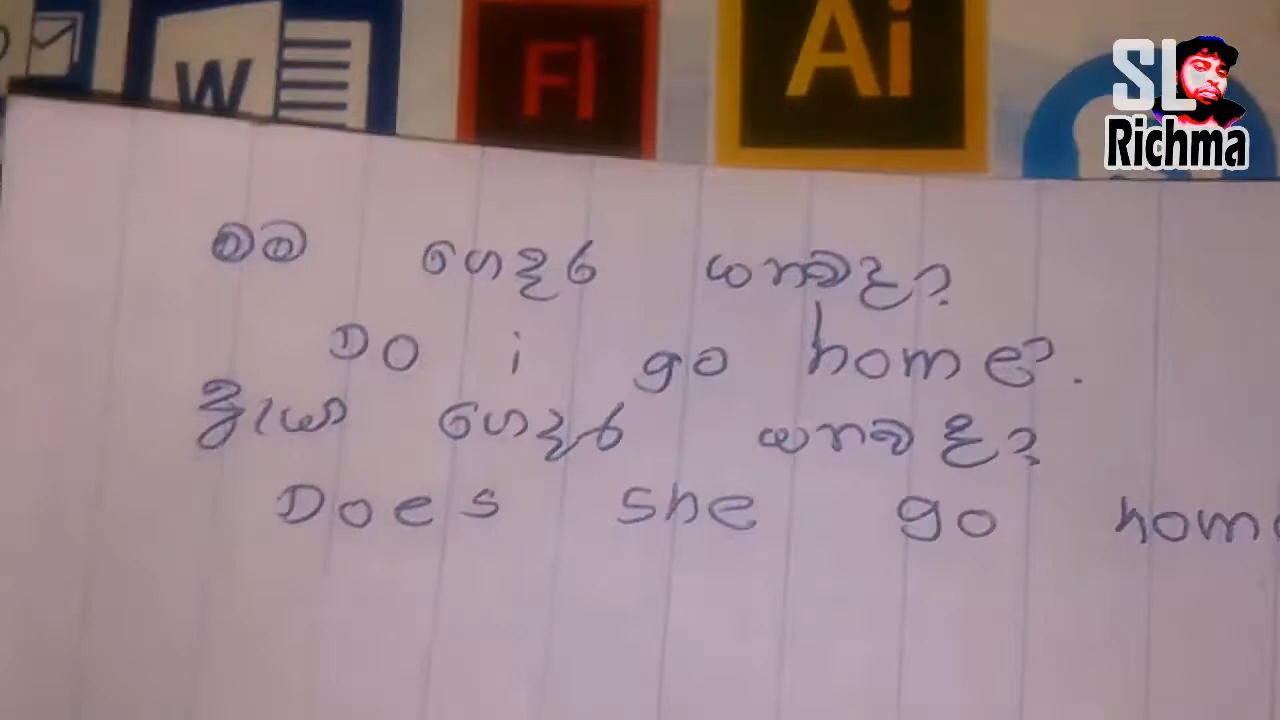 W Fl Ai
SL
Richma
මම ගෙදර යනවද?
Do i go home?.
ගෙදර යනවද?
Does she go hom